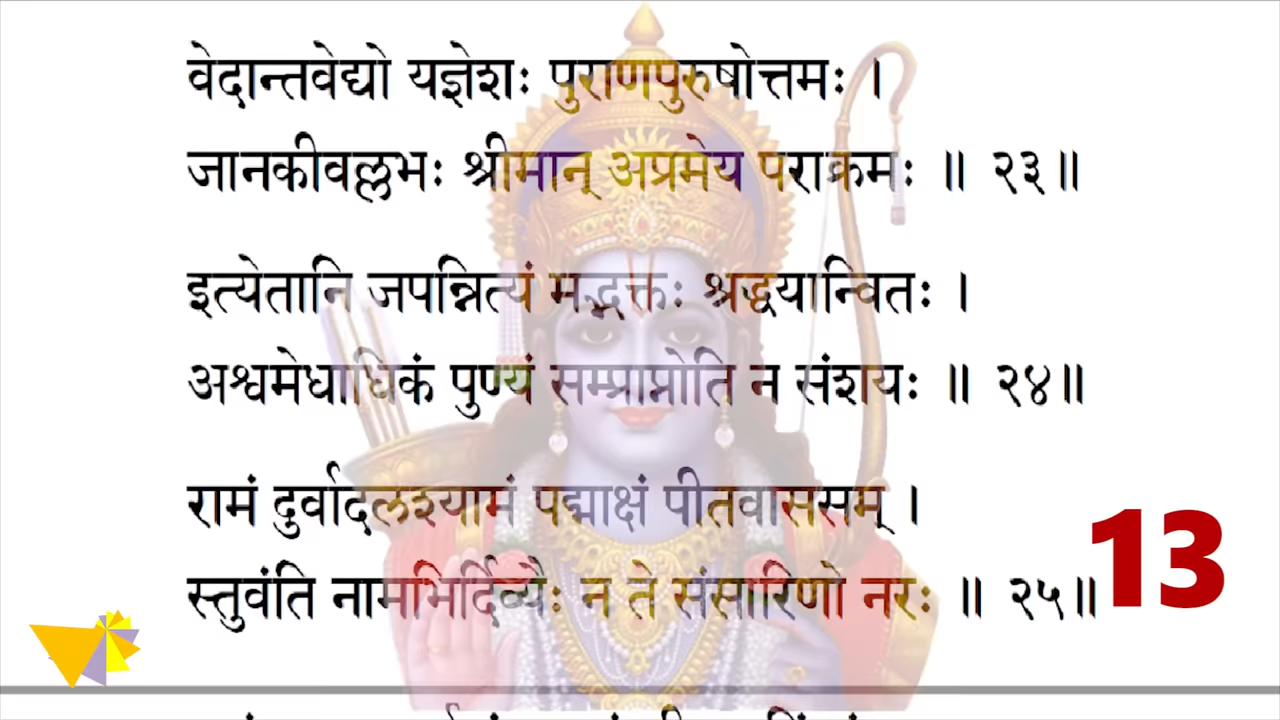 वेदान्तवेद्यो यज्ञेशः पुराणपुरुषोत्तमः ।
जानकीवल्लभः श्रीमान् अप्रमेय पराक्रमः ॥ २३॥
इत्येतानि जपन्नित्यं मद्भक्तः श्रद्धयान्वितः ।
अश्वमेधाधिकं पुण्यं सम्प्राप्नोति न संशयः ॥ २४॥
रामं दुर्वादलश्यामं पद्माक्षं पीतवाससम् ।
स्तुवंति नामभिर्दिव्यैः न ते संसारिणो नरः ॥ २५॥
13